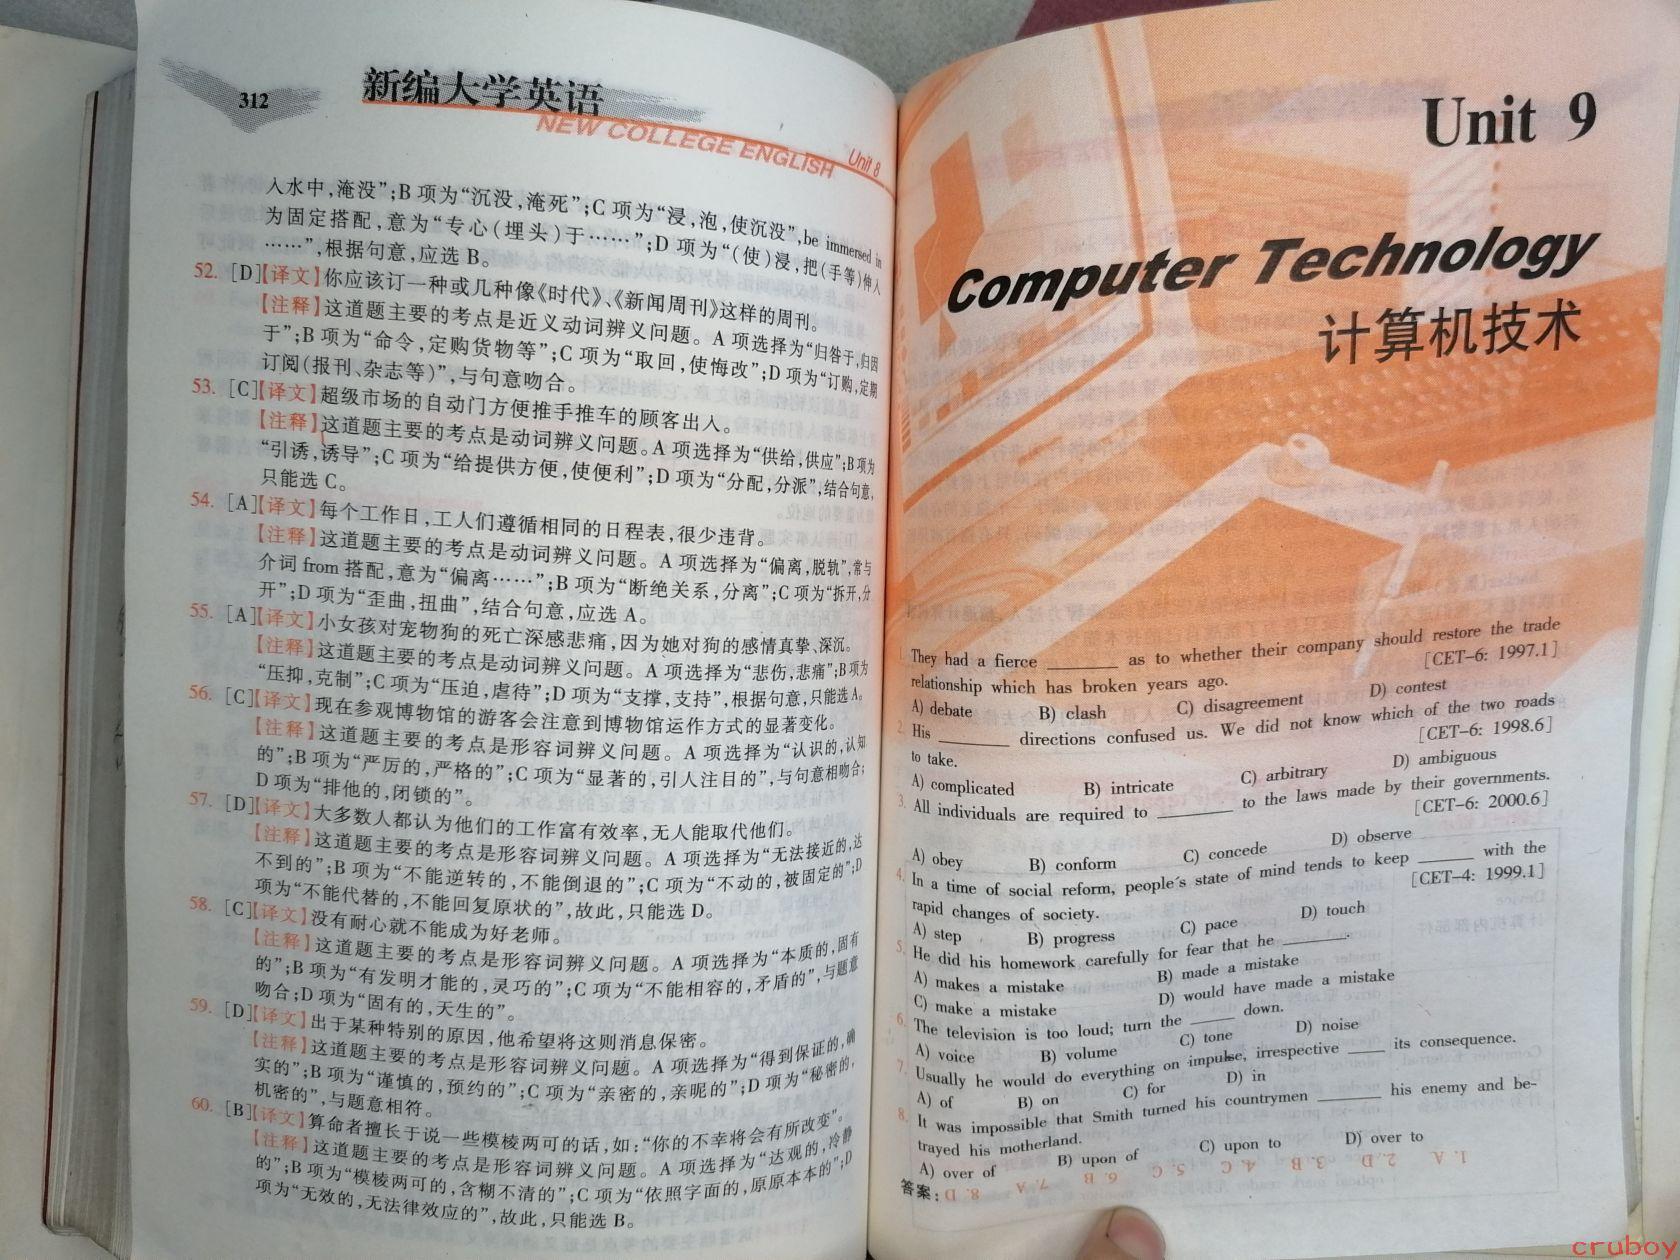 312
新编大学英语
NEW COLLEGE ENGLISH
Unit 8
入水中,淹没”;B 项为“沉没,淹死”;C 项为“浸,泡,使沉没”,be immersed in
为固定搭配,意为“专心(埋头)于……”;D 项为“(使)浸,把(手等)伸入
……”,根据句意,应选 B。
52. [D]【译文】你应该订一种或几种像《时代》、《新闻周刊》这样的周刊。
【注释】这道题主要的考点是近义动词辨义问题。A 项选择为“归咎于,归因
于”;B 项为“命令,定购货物等”;C 项为“取回,使悔改”;D 项为“订购,定期
订阅(报刊、杂志等)”,与句意吻合。
53. [C]【译文】超级市场的自动门方便推手推车的顾客出入。
【注释】这道题主要的考点是动词辨义问题。A 项选择为“供给,供应”;B 项为
“引诱,诱导”;C 项为“给提供方便,使便利”;D 项为“分配,分派”,结合句意,
只能选 C。
54. [A]【译文】每个工作日,工人们遵循相同的日程表,很少违背。
【注释】这道题主要的考点是动词辨义问题。A 项选择为“偏离,脱轨”,常与
介词 from 搭配,意为“偏离……”;B 项为“断绝关系,分离”;C 项为“拆开,分
开”;D 项为“歪曲,扭曲”,结合句意,应选 A。
55. [A]【译文】小女孩对宠物狗的死亡深感悲痛,因为她对狗的感情真挚、深沉。
【注释】这道题主要的考点是动词辨义问题。A 项选择为“悲伤,悲痛”;B 项为
“压抑,克制”;C 项为“压迫,虐待”;D 项为“支撑,支持”,根据句意,只能选 A。
56. [C]【译文】现在参观博物馆的游客会注意到博物馆运作方式的显著变化。
【注释】这道题主要的考点是形容词辨义问题。A 项选择为“认识的,认知
的”;B 项为“严厉的,严格的”;C 项为“显著的,引人注目的”,与句意相吻合;
D 项为“排他的,闭锁的”。
57. [D]【译文】大多数人都认为他们的工作富有效率,无人能取代他们。
【注释】这道题主要的考点是形容词辨义问题。A 项选择为“无法接近的,达
不到的”;B 项为“不能逆转的,不能倒退的”;C 项为“不动的,被固定的”;D
项为“不能代替的,不能回复原状的”,故此,只能选 D。
58. [C]【译文】没有耐心就不能成为好老师。
【注释】这道题主要的考点是形容词辨义问题。A 项选择为“本质的,固有
的”;B 项为“有发明才能的,灵巧的”;C 项为“不能相容的,矛盾的”,与题意
吻合;D 项为“固有的,天生的”。
59. [D]【译文】出于某种特别的原因,他希望将这则消息保密。
【注释】这道题主要的考点是形容词辨义问题。A 项选择为“得到保证的,确
实的”;B 项为“谨慎的,预约的”;C 项为“亲密的,亲昵的”;D 项为“秘密的,
机密的”,与题意相符。
60. [B]【译文】算命者擅长于说一些模棱两可的话,如:“你的不幸将会有所改变”。
【注释】这道题主要的考点是形容词辨义问题。A 项选择为“达观的,冷静
的”;B 项为“模棱两可的,含糊不清的”;C 项为“依照字面的,原原本本的”;D
项为“无效的,无法律效应的”,故此,只能选 B。
Unit 9
Computer Technology
计算机技术
1. They had a fierce ________ as to whether their company should restore the trade
relationship which has broken years ago. [CET-6: 1997.1]
A) debate B) clash C) disagreement D) contest
2. His ________ directions confused us. We did not know which of the two roads
to take. [CET-6: 1998.6]
A) complicated B) intricate C) arbitrary D) ambiguous
3. All individuals are required to ________ to the laws made by their governments.
[CET-6: 2000.6]
A) obey B) conform C) concede D) observe
4. In a time of social reform, people's state of mind tends to keep ______ with the
rapid changes of society. [CET-4: 1999.1]
A) step B) progress C) pace D) touch
5. He did his homework carefully for fear that he ______.
A) makes a mistake B) made a mistake
C) make a mistake D) would have made a mistake
6. The television is too loud; turn the _____ down.
A) voice B) volume C) tone D) noise
7. Usually he would do everything on impulse, irrespective ____ its consequence.
A) of B) on C) for D) in
8. It was impossible that Smith turned his countrymen _______ his enemy and be-
trayed his motherland.
A) over of B) upon of C) upon to D) over to
答案: 1. A 2. D 3. B 4. C 5. C 6. B 7. A 8. D
cruboy